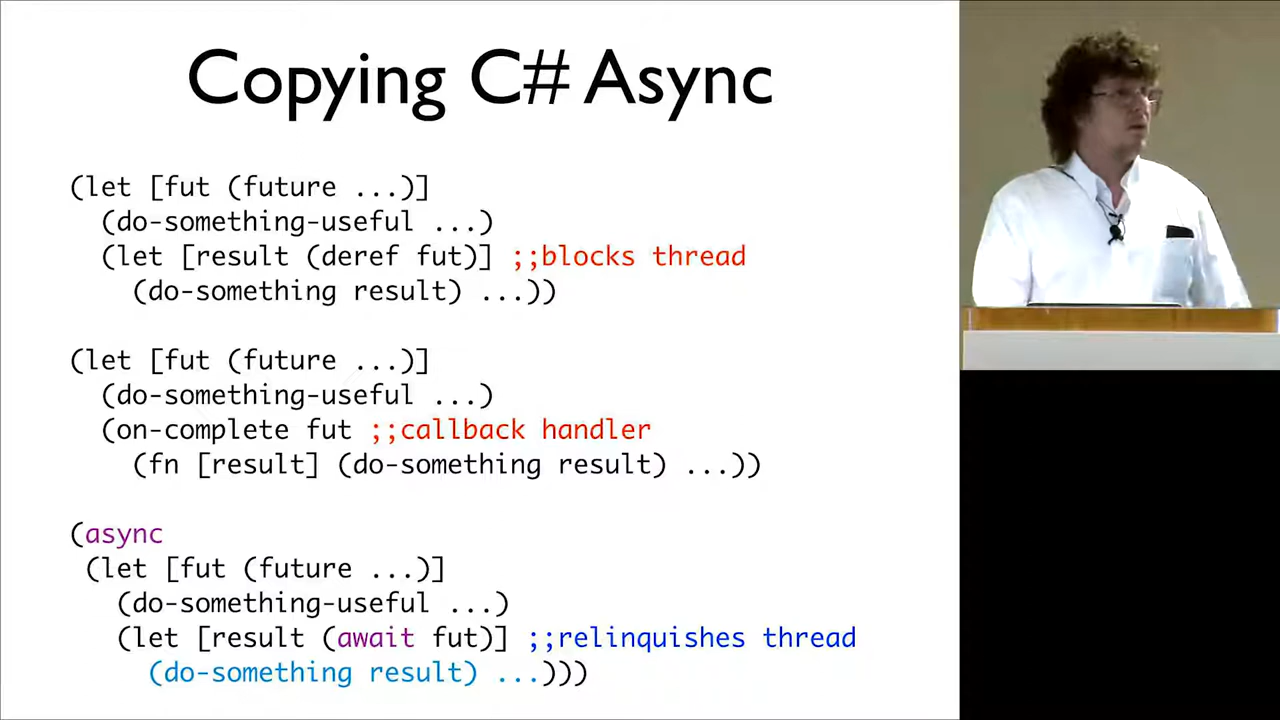 Copying C# Async
(let [fut (future ...)]
(do-something-useful ...)
(let [result (deref fut)] ;;blocks thread
(do-something result) ...))
(let [fut (future ...)]
(do-something-useful ...)
(on-complete fut ;;callback handler
(fn [result] (do-something result) ...))
(async
(let [fut (future ...)]
(do-something-useful ...)
(let [result (await fut)] ;;relinquishes thread
(do-something result) ...)))